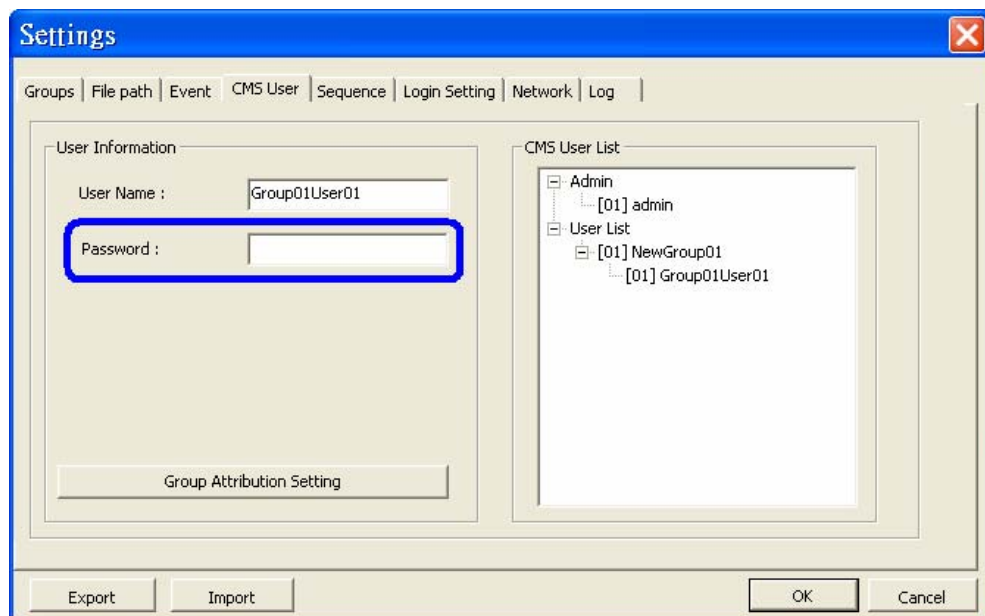 Settings
Groups File path Event CMS User Sequence Login Setting Network Log
User Information
User Name :
Group01User01
Password :
Group Attribution Setting
CMS User List
Admin
[01] admin
User List
[01] NewGroup01
[01] Group01User01
Export
Import
OK
Cancel